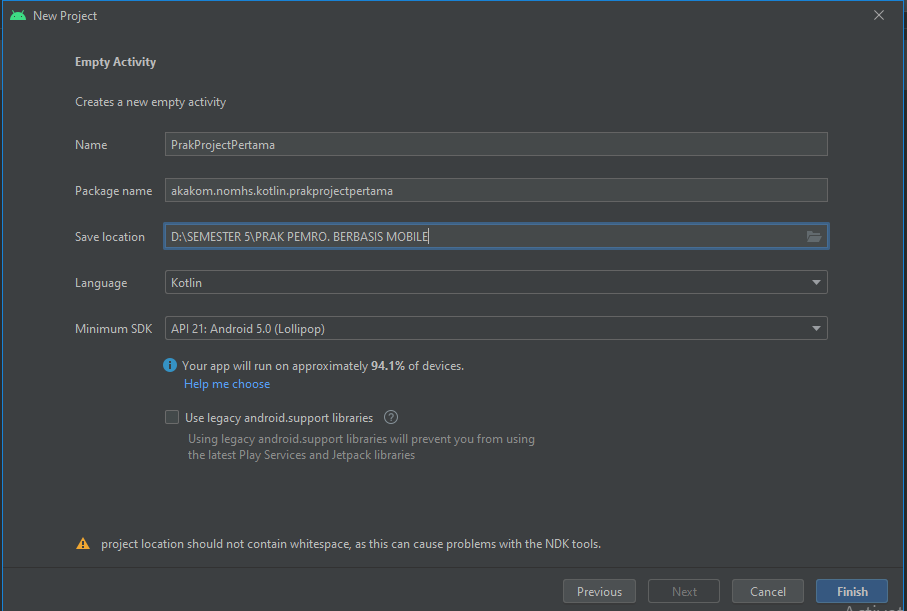 New Project
Empty Activity
Creates a new empty activity
Name PrakProjectPertama
Package name akakom.nomhs.kotlin.prakprojectpertama
Save location D:\SEMESTER 5\PRAK PEMRO. BERBASIS MOBILE
Language Kotlin
Minimum SDK API 21: Android 5.0 (Lollipop)
Your app will run on approximately 94.1% of devices.
Help me choose
Use legacy android.support libraries ?
Using legacy android.support libraries will prevent you from using
the latest Play Services and Jetpack libraries
project location should not contain whitespace, as this can cause problems with the NDK tools.
Previous Next Cancel Finish